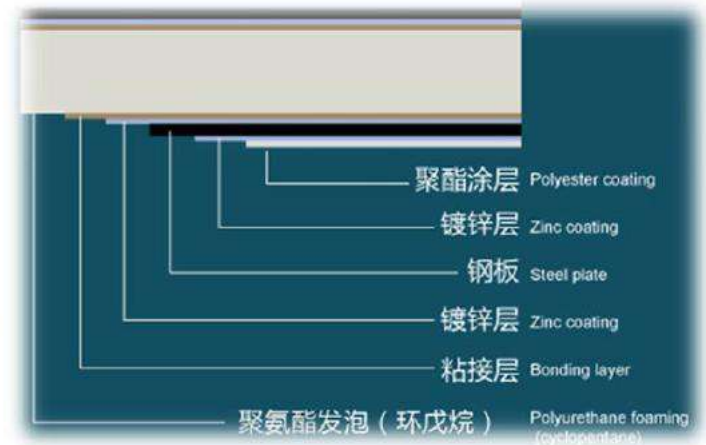 聚酯涂层 Polyester coating
镀锌层 Zinc coating
钢板 Steel plate
镀锌层 Zinc coating
粘接层 Bonding layer
聚氨酯发泡（环戊烷） Polyurethane foaming
(cyclopantane)